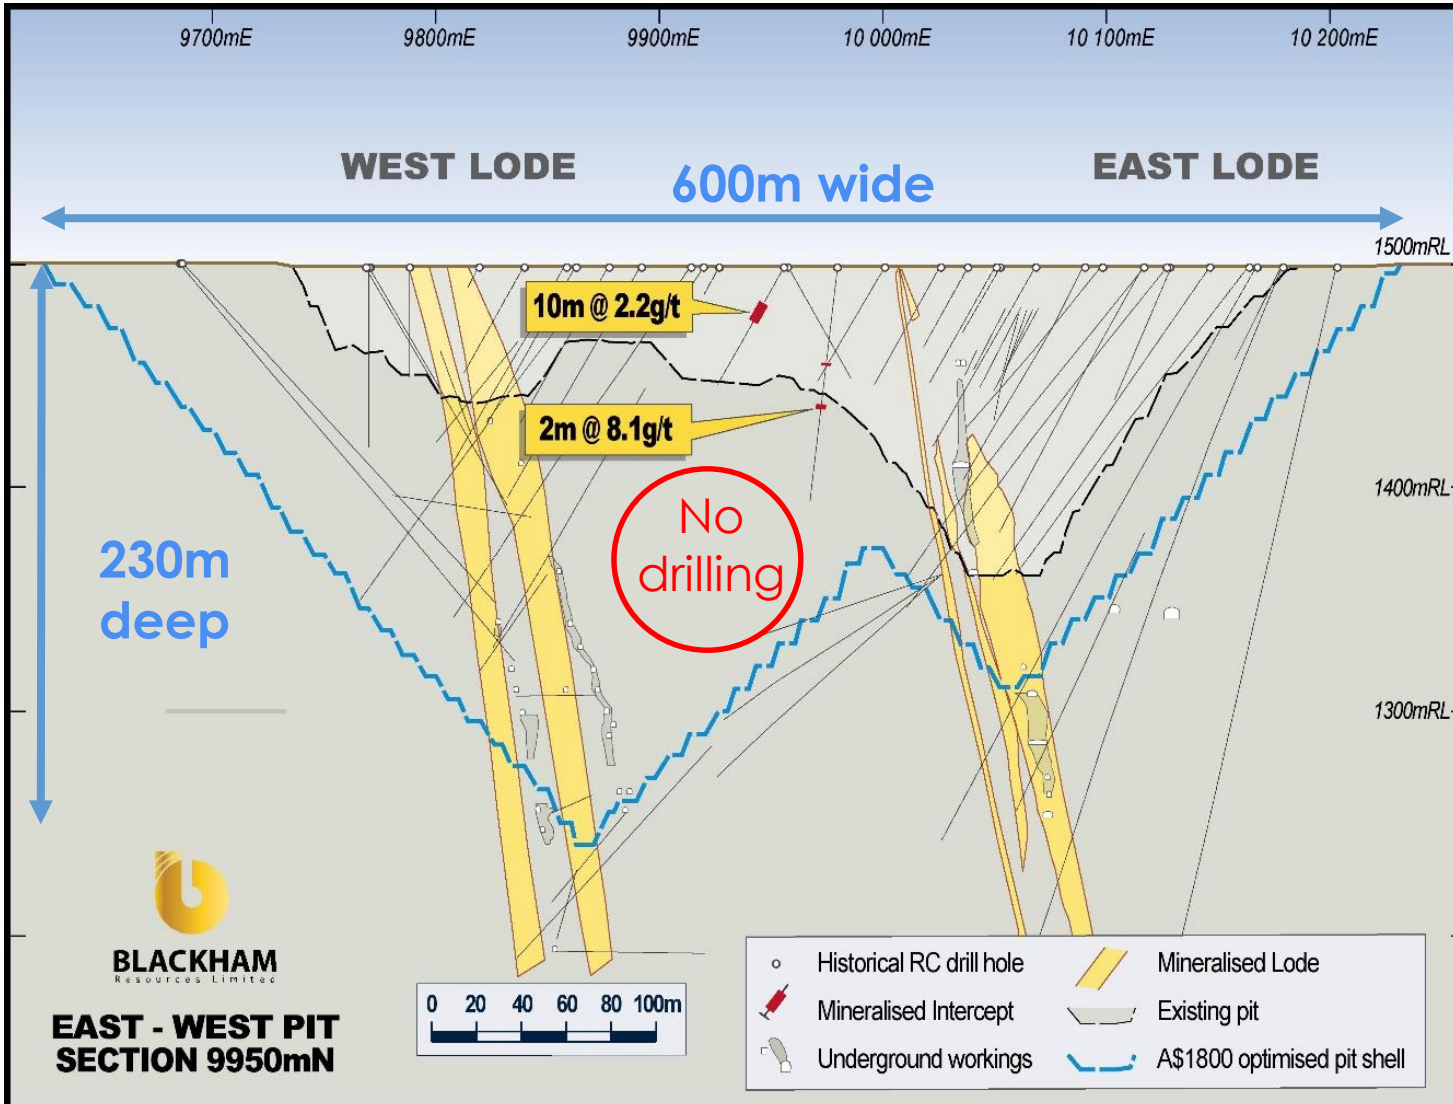 9700mE
9800mE
9900mE
10 000mE
10 100mE
10 200mE
WEST LODE
600m wide
EAST LODE
1500mRL
10m @ 2.2g/t
2m @ 8.1g/t
No
drilling
1400mRL
230m
deep
1300mRL
BLACKHAM
Resources Limited
EAST - WEST PIT
SECTION 9950mN
0 20 40 60 80 100m
Historical RC drill hole
Mineralised Lode
Mineralised Intercept
Existing pit
Underground workings
A$1800 optimised pit shell